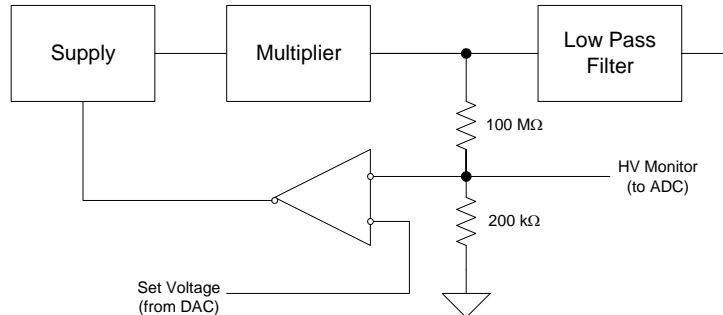 Supply
Multiplier
Low Pass
Filter
100 MΩ
HV Monitor
(to ADC)
200 kΩ
Set Voltage
(from DAC)